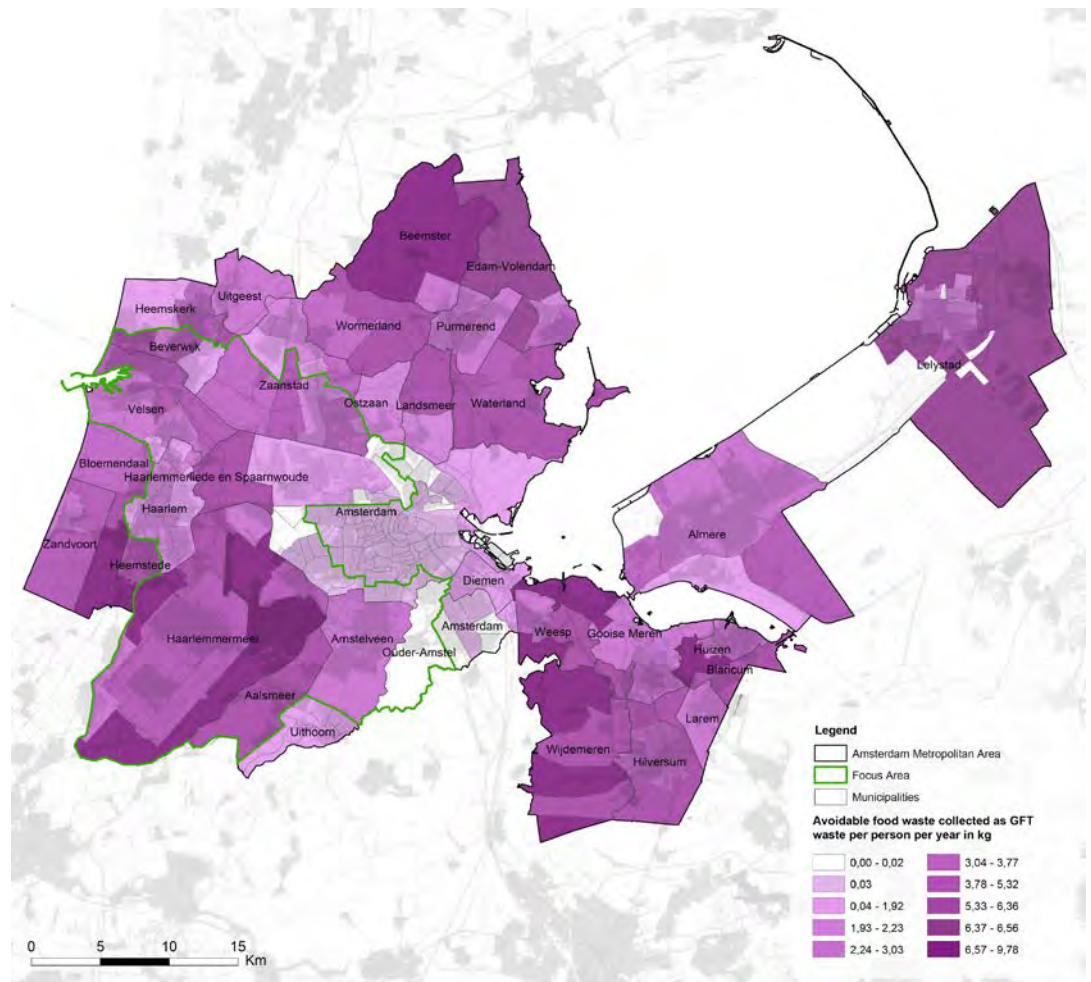 Beemster
Edam-Volendam
Uitgeest
Heemskerk
Wormerland
Purmerend
Beverwijk
Lelystad
Zaanstad
Ostzaan
Landsmeer
Waterland
Velsen
Bloemendaal
Haarlemmerliede en Spaarnwoude
Haarlem
Amsterdam
Almere
Zandvoort
Heemstede
Diemen
Amsterdam
Weesp
Gooise Meren
Haarlemmermeer
Amstelveen
Ouder-Amstel
Huizen
Blaricum
Aalsmeer
Larem
Uithoorn
Wijdemeren
Hilversum
Legend
Amsterdam Metropolitan Area
Focus Area
Municipalities
Avoidable food waste collected as GFT
waste per person per year in kg
0,00 - 0,02
0,03
0,04 - 1,92
1,93 - 2,23
2,24 - 3,03
3,04 - 3,77
3,78 - 5,32
5,33 - 6,36
6,37 - 6,56
6,57 - 9,78
0 5 10 15
Km